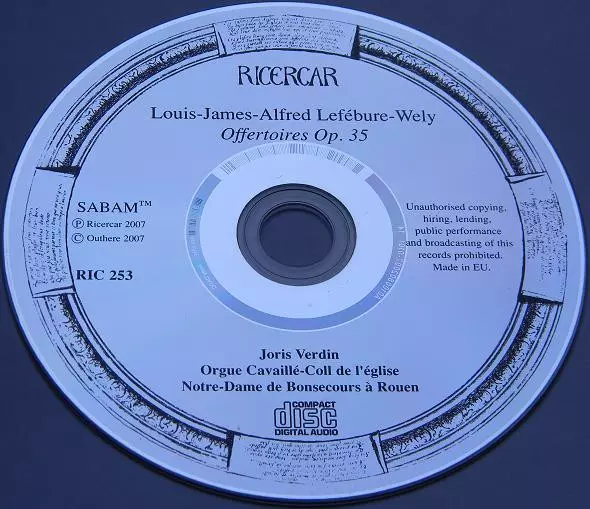 RICERCAR
Louis-James-Alfred Lefébure-Wely
Offertoires Op. 35
SABAM™
℗ Ricercar 2007
© Outhere 2007
RIC 253
Unauthorised copying,
hiring, lending,
public performance
and broadcasting of this
records prohibited.
Made in EU.
Joris Verdin
Orgue Cavaillé-Coll de l'église
Notre-Dame de Bonsecours à Rouen
COMPACT
disc
DIGITAL AUDIO